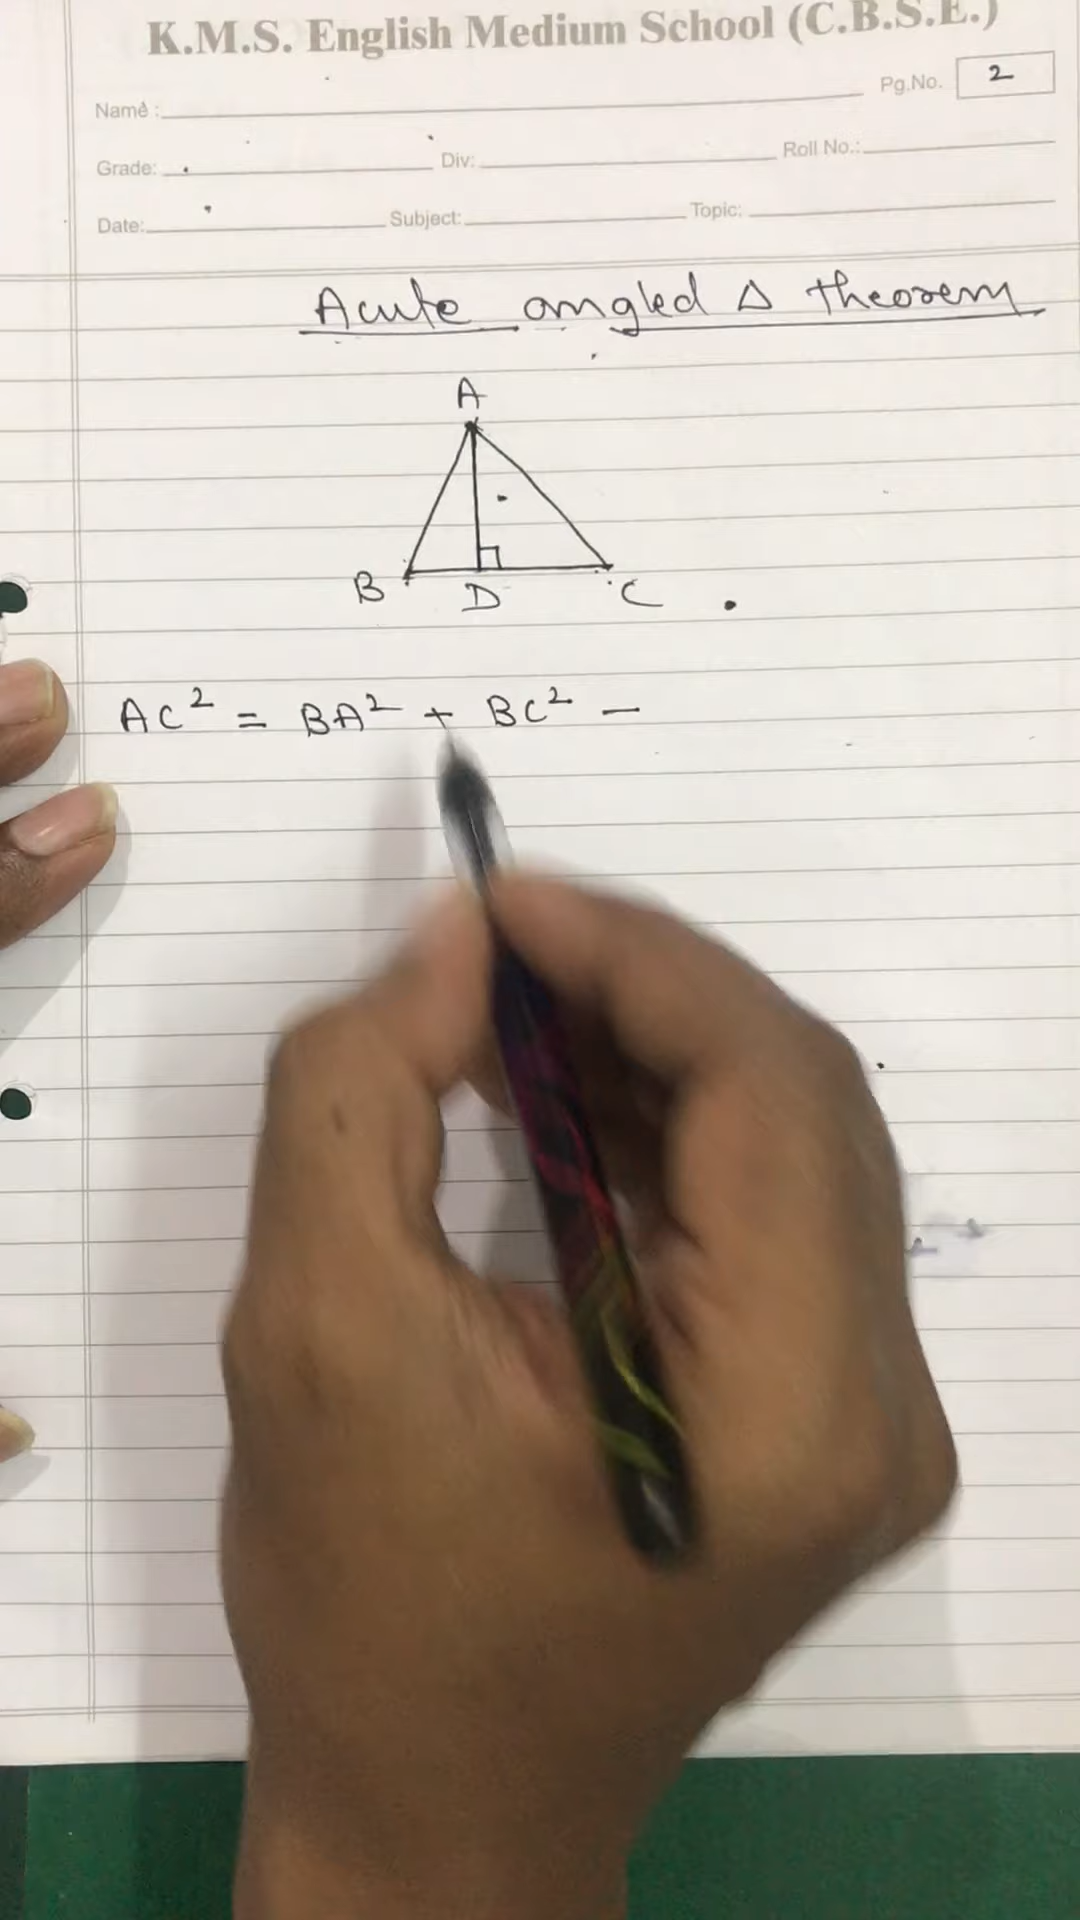 K.M.S. English Medium School (C.B.S.E.)
Pg.No. 2
Name :
Grade: Div: Roll No.:
Date: Subject: Topic:
Acute angled Δ theorem
A
B D C
AC² = BA² + BC² −